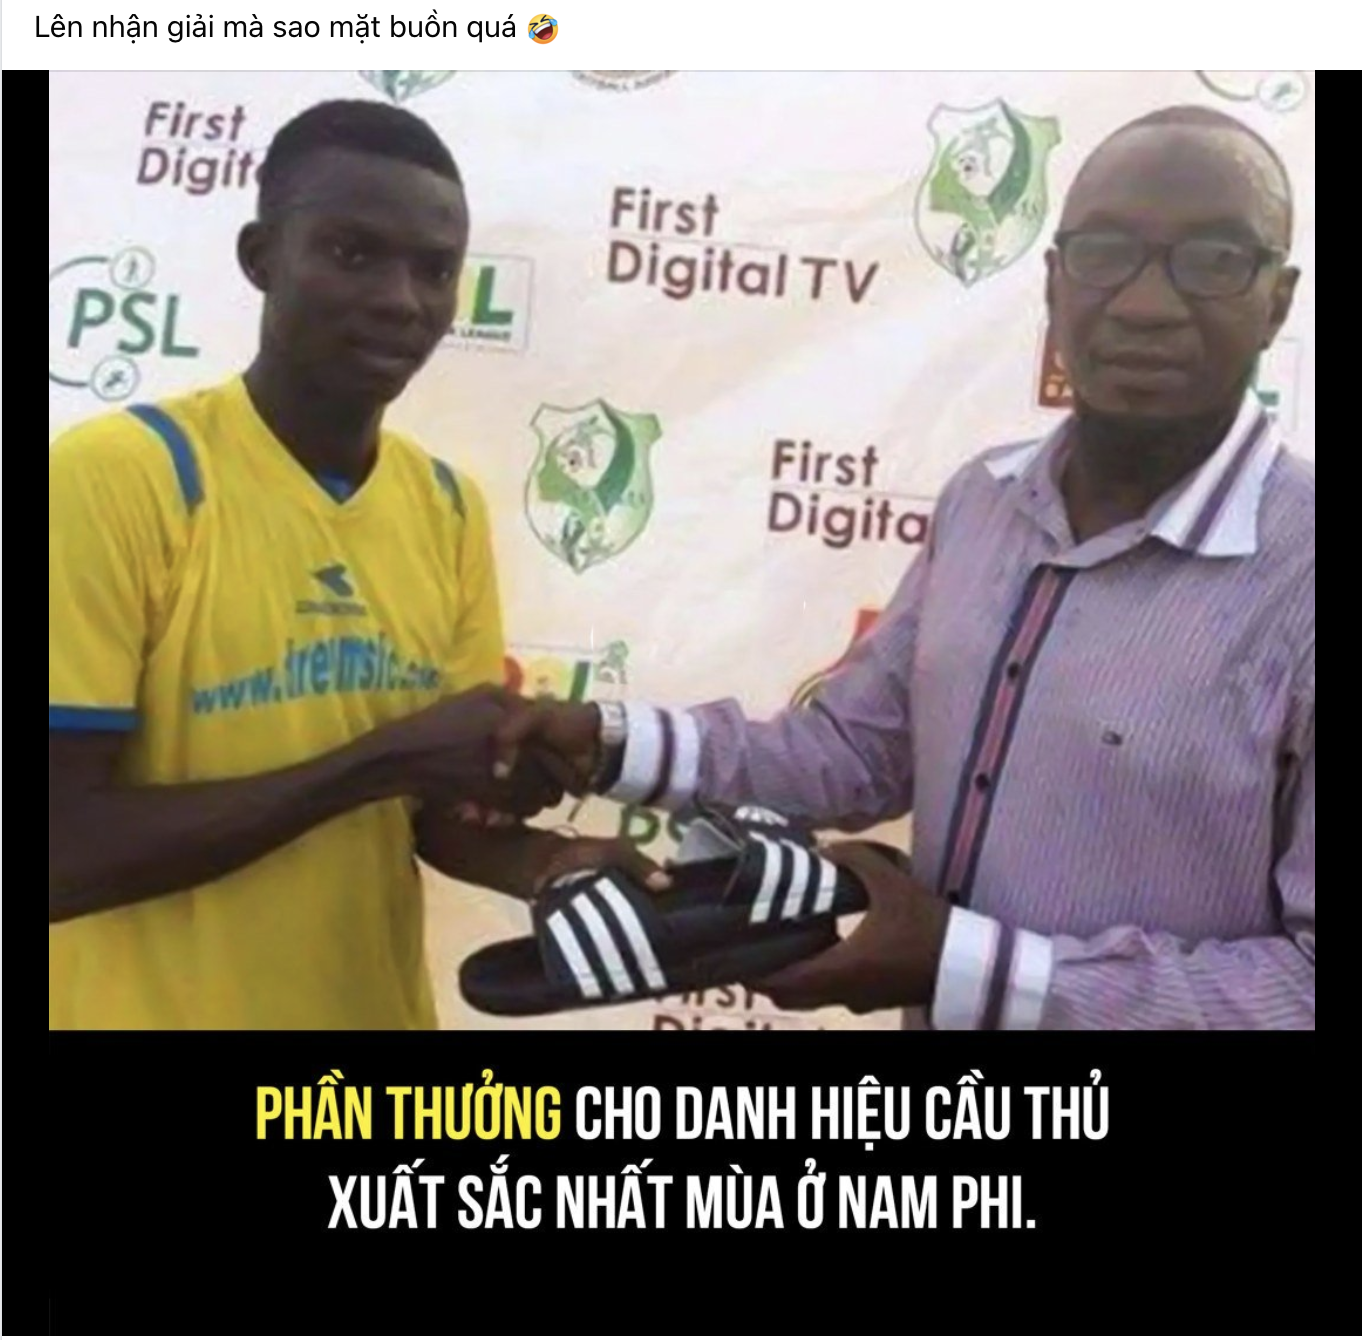 Lên nhận giải mà sao mặt buồn quá 🤣
First
First
Digital TV
PSL
L
First
Digita
First
PHẦN THƯỞNG CHO DANH HIỆU CẦU THỦ
XUẤT SẮC NHẤT MÙA Ở NAM PHI.